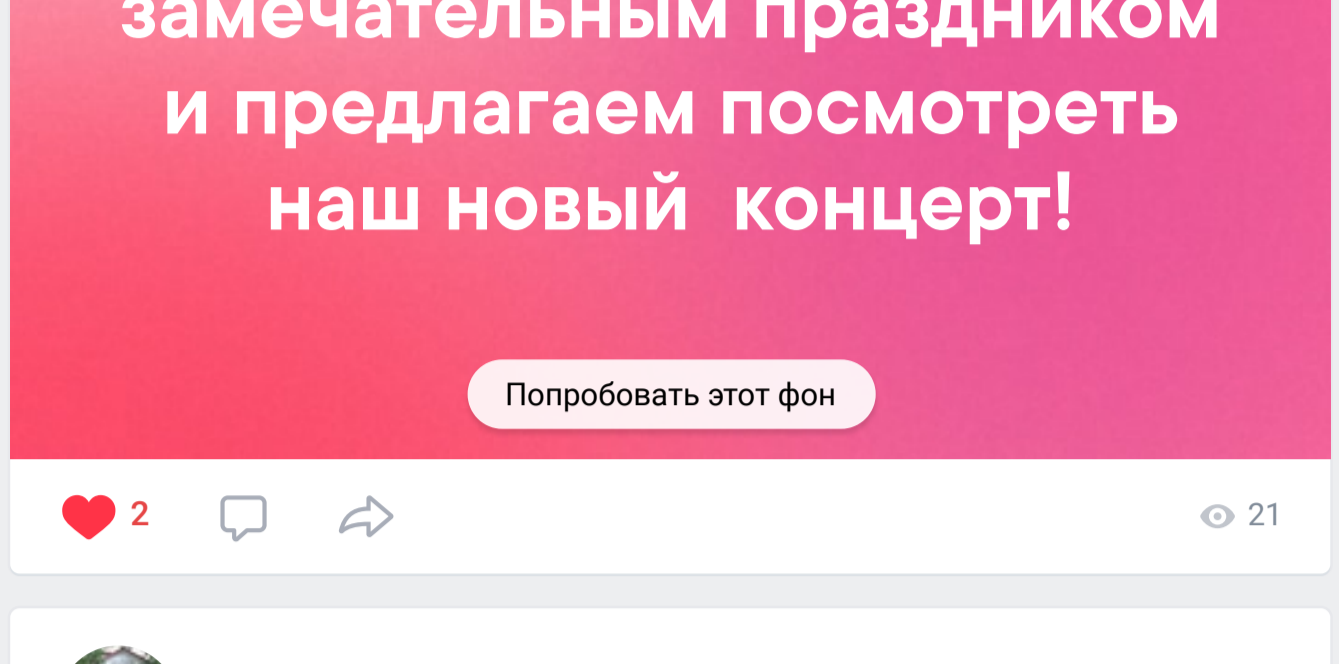 замечательным праздником
и предлагаем посмотреть
наш новый концерт!
Попробовать этот фон
2
21